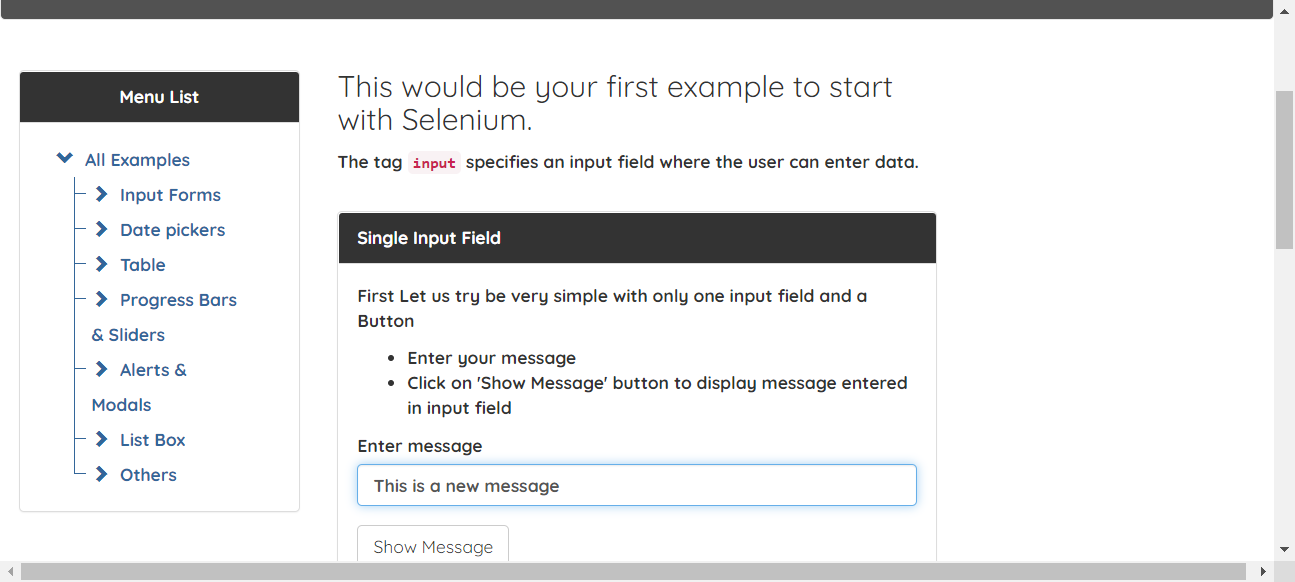 Menu List
All Examples
Input Forms
Date pickers
Table
Progress Bars
& Sliders
Alerts &
Modals
List Box
Others
This would be your first example to start
with Selenium.
The tag input specifies an input field where the user can enter data.
Single Input Field
First Let us try be very simple with only one input field and a
Button
Enter your message
Click on 'Show Message' button to display message entered
in input field
Enter message
This is a new message
Show Message